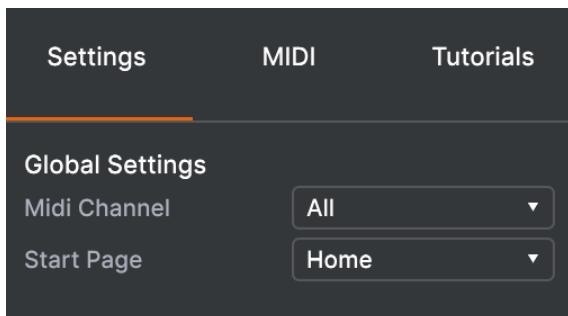 Settings MIDI Tutorials
Global Settings
Midi Channel All
Start Page Home